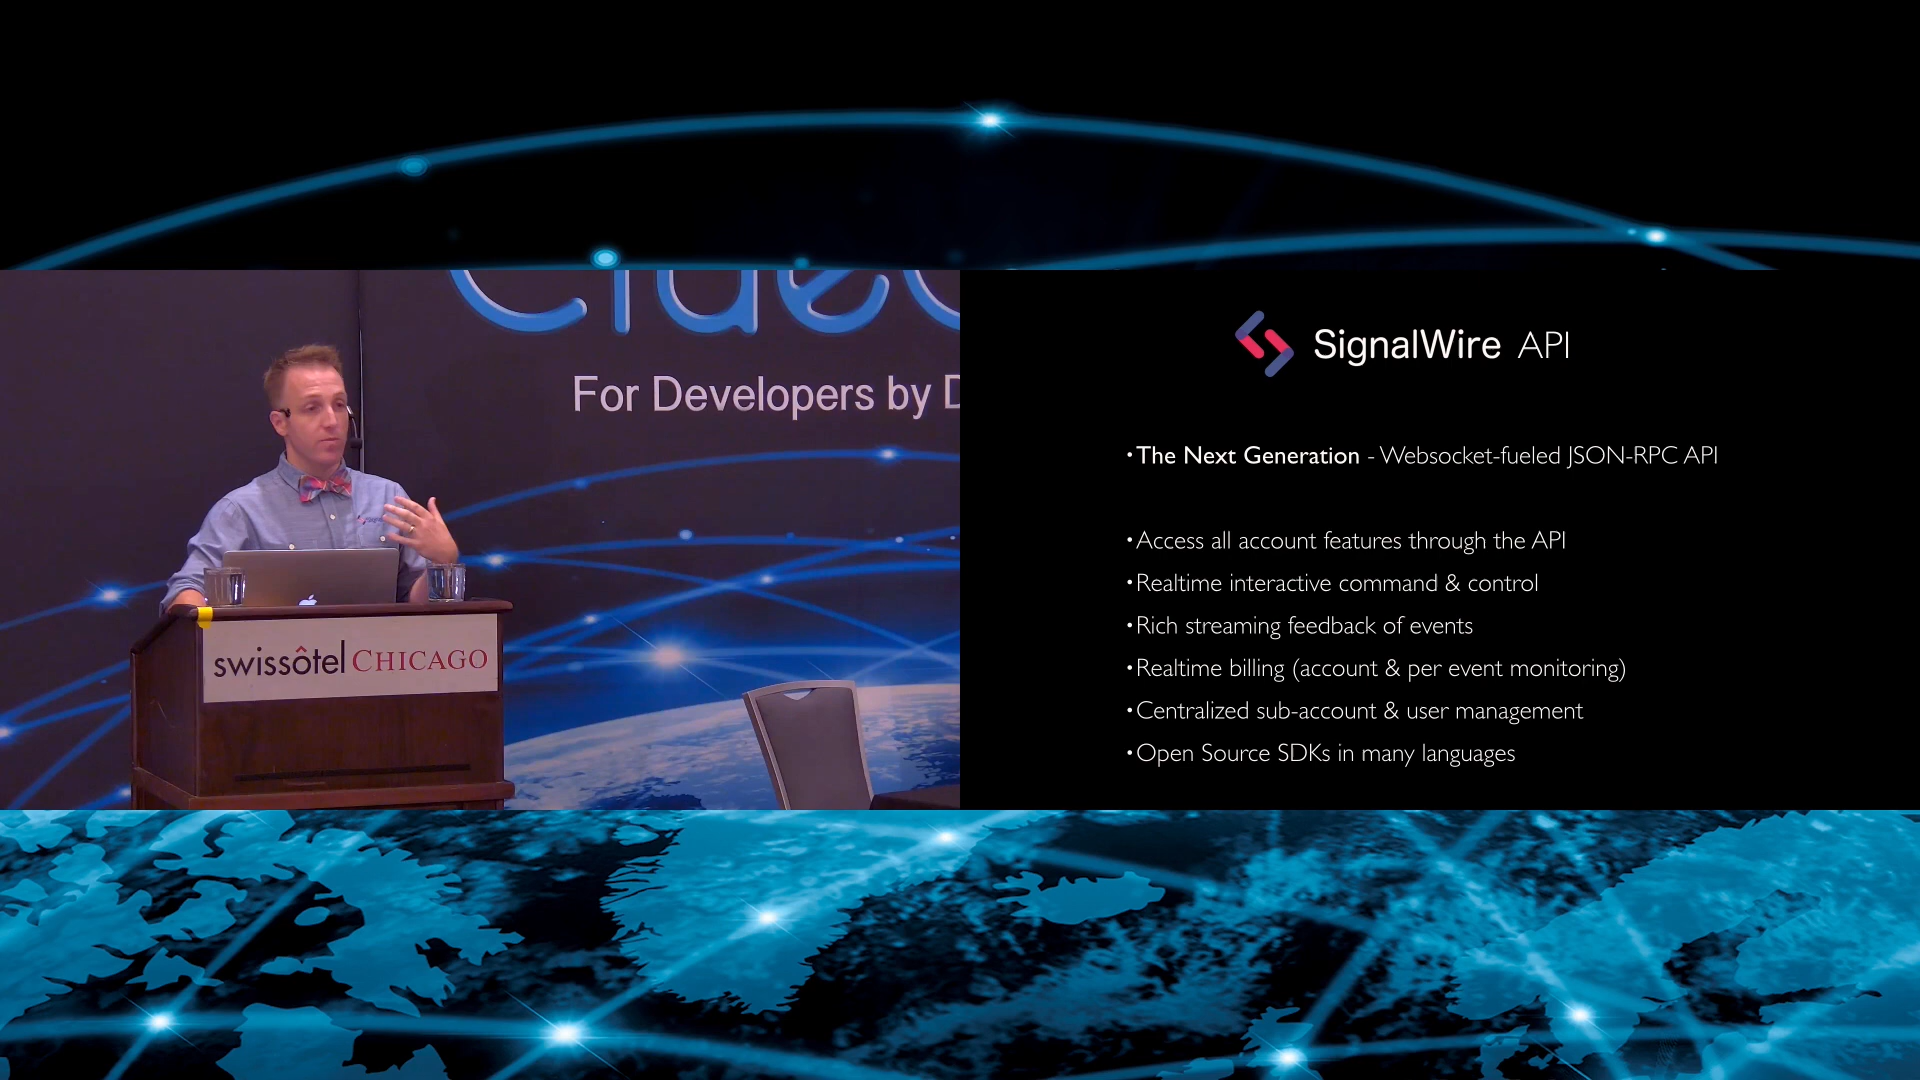 For Developers by
swissôtel CHICAGO
SignalWire API
•The Next Generation - Websocket-fueled JSON-RPC API
•Access all account features through the API
•Realtime interactive command & control
•Rich streaming feedback of events
•Realtime billing (account & per event monitoring)
•Centralized sub-account & user management
•Open Source SDKs in many languages